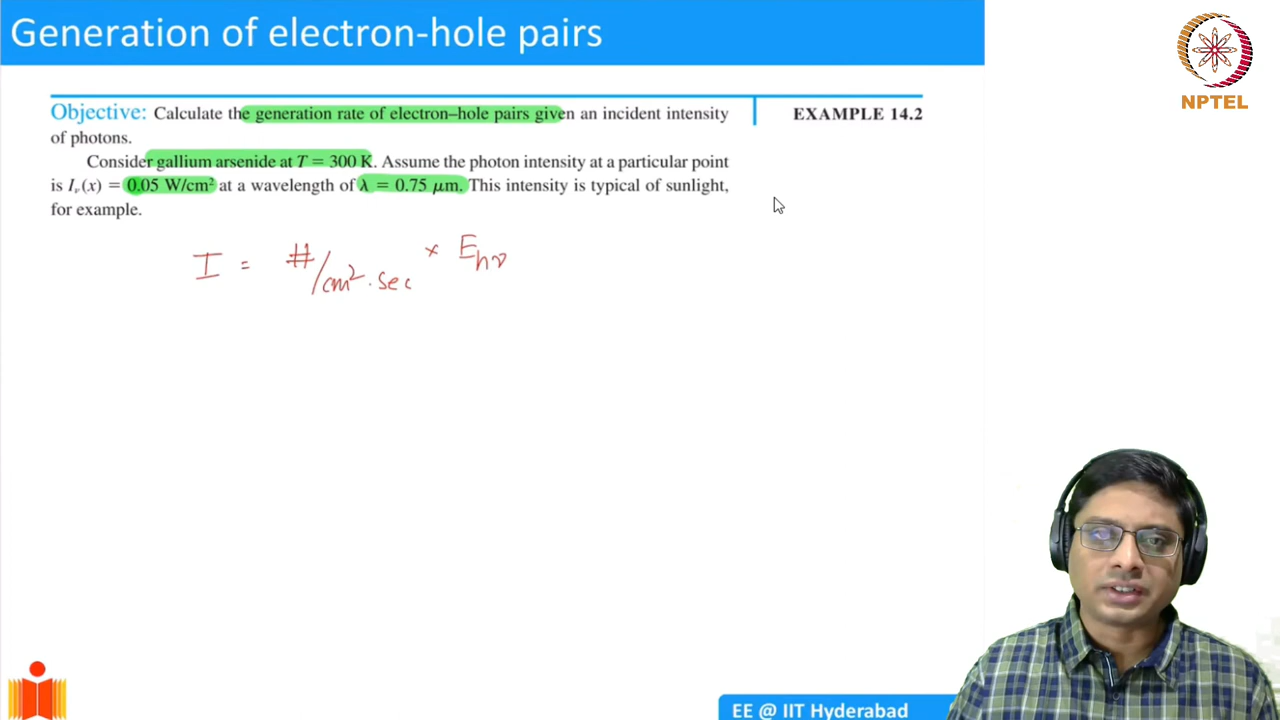 Generation of electron-hole pairs
NPTEL
Objective: Calculate the generation rate of electron–hole pairs given an incident intensity
of photons.
EXAMPLE 14.2
Consider gallium arsenide at T = 300 K. Assume the photon intensity at a particular point
is Iᵥ(x) = 0.05 W/cm² at a wavelength of λ = 0.75 μm. This intensity is typical of sunlight,
for example.
I = #/cm².sec × E_hν
EE @ IIT Hyderabad